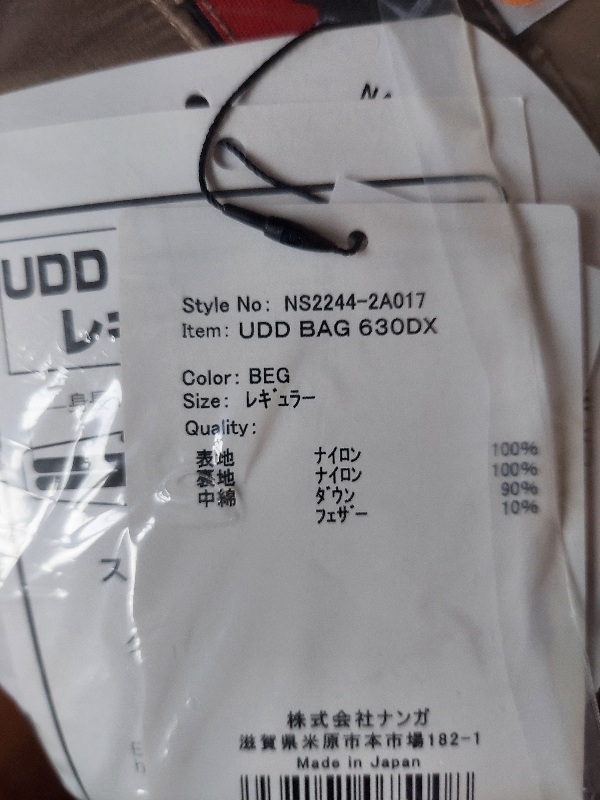 UDD
Style No: NS2244-2A017
Item: UDD BAG 630DX
Color: BEG
Size: ﾚｷﾞｭﾗｰ
Quality:
表地 ﾅｲﾛﾝ 100%
裏地 ﾅｲﾛﾝ 100%
中綿 ﾀﾞｳﾝ 90%
ﾌｪｻﾞｰ 10%
ス
株式会社ナンガ
滋賀県米原市本市場182-1
Made in Japan